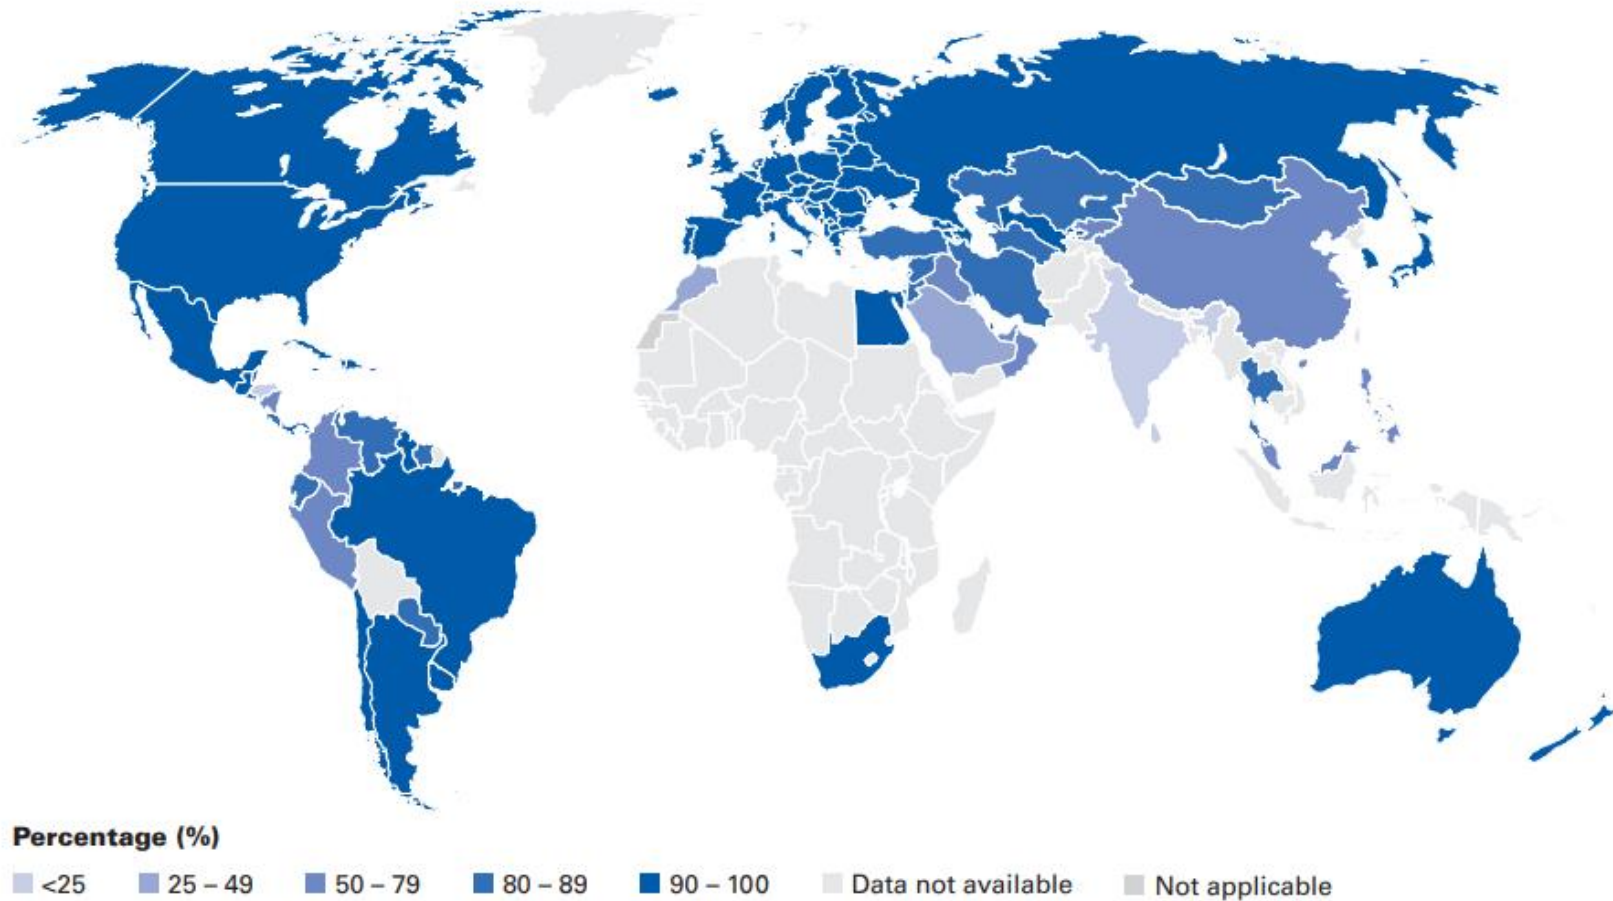 Percentage (%)
<25 25 – 49 50 – 79 80 – 89 90 – 100 Data not available Not applicable